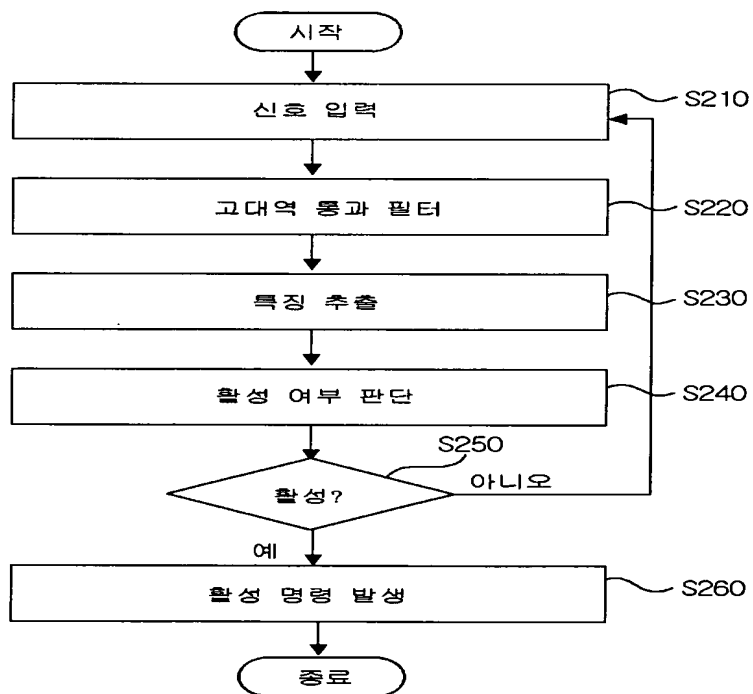 시작
신호 입력
S210
고대역 통과 필터
S220
특징 추출
S230
활성 여부 판단
S240
S250
활성?
아니오
예
활성 명령 발생
S260
종료